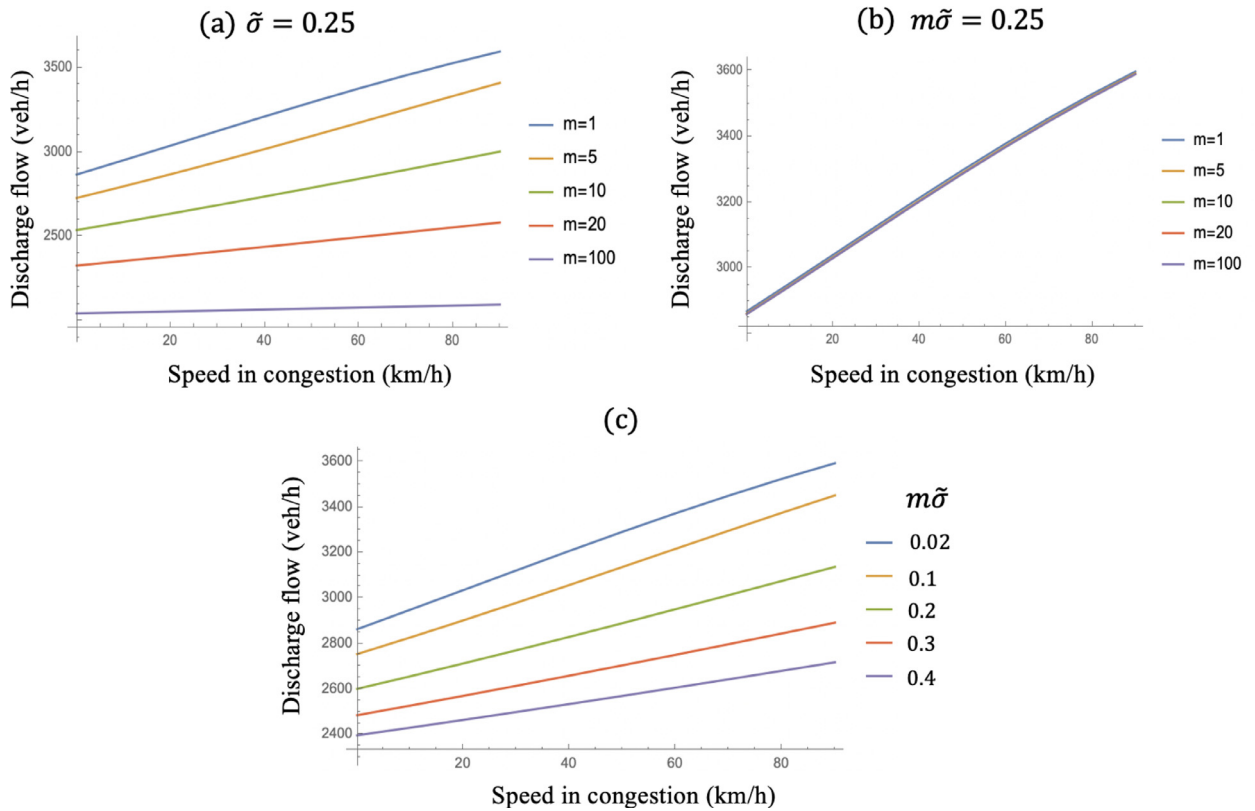 (a) σ̃ = 0.25
Discharge flow (veh/h)
3500
3000
2500
20
40
60
80
Speed in congestion (km/h)
m=1
m=5
m=10
m=20
m=100
(b) mσ̃ = 0.25
Discharge flow (veh/h)
3600
3400
3200
3000
20
40
60
80
Speed in congestion (km/h)
m=1
m=5
m=10
m=20
m=100
(c)
Discharge flow (veh/h)
3600
3400
3200
3000
2800
2600
2400
20
40
60
80
Speed in congestion (km/h)
mσ̃
0.02
0.1
0.2
0.3
0.4